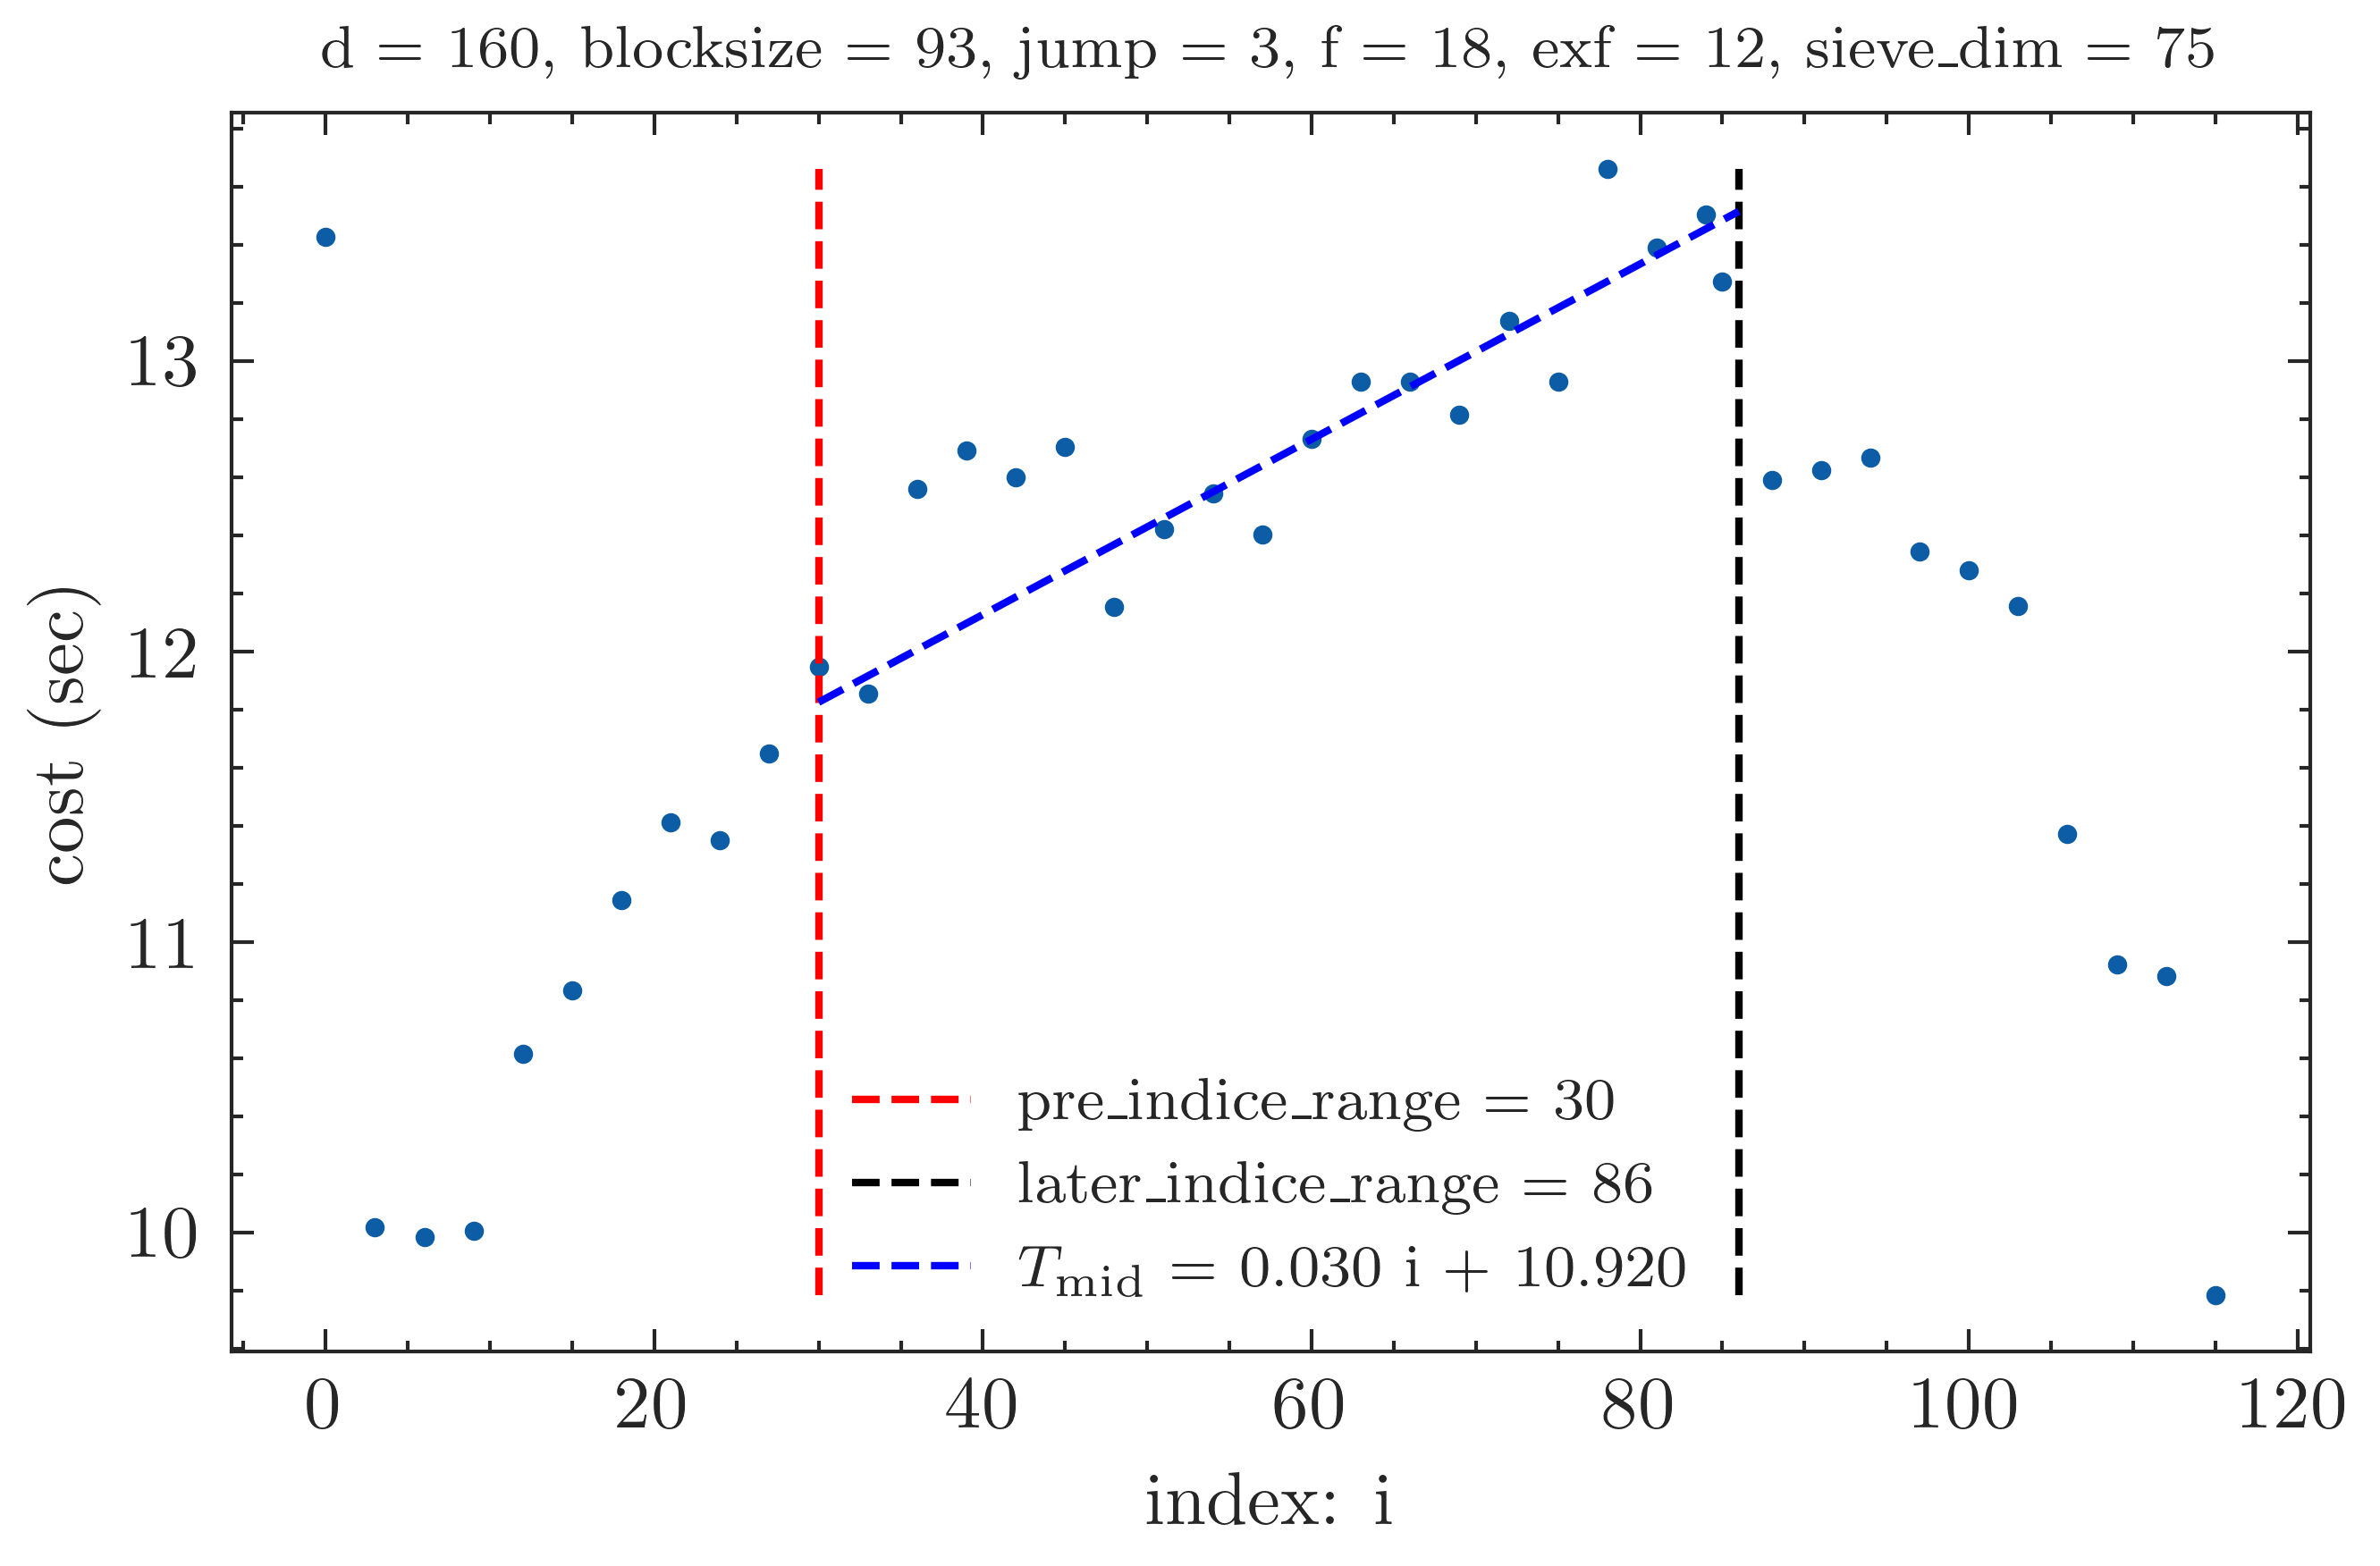 d = 160, blocksize = 93, jump = 3, f = 18, exf = 12, sieve_dim = 75
13
12
11
10
cost (sec)
pre_indice_range = 30
later_indice_range = 86
T_mid = 0.030 i + 10.920
0 20 40 60 80 100 120
index: i